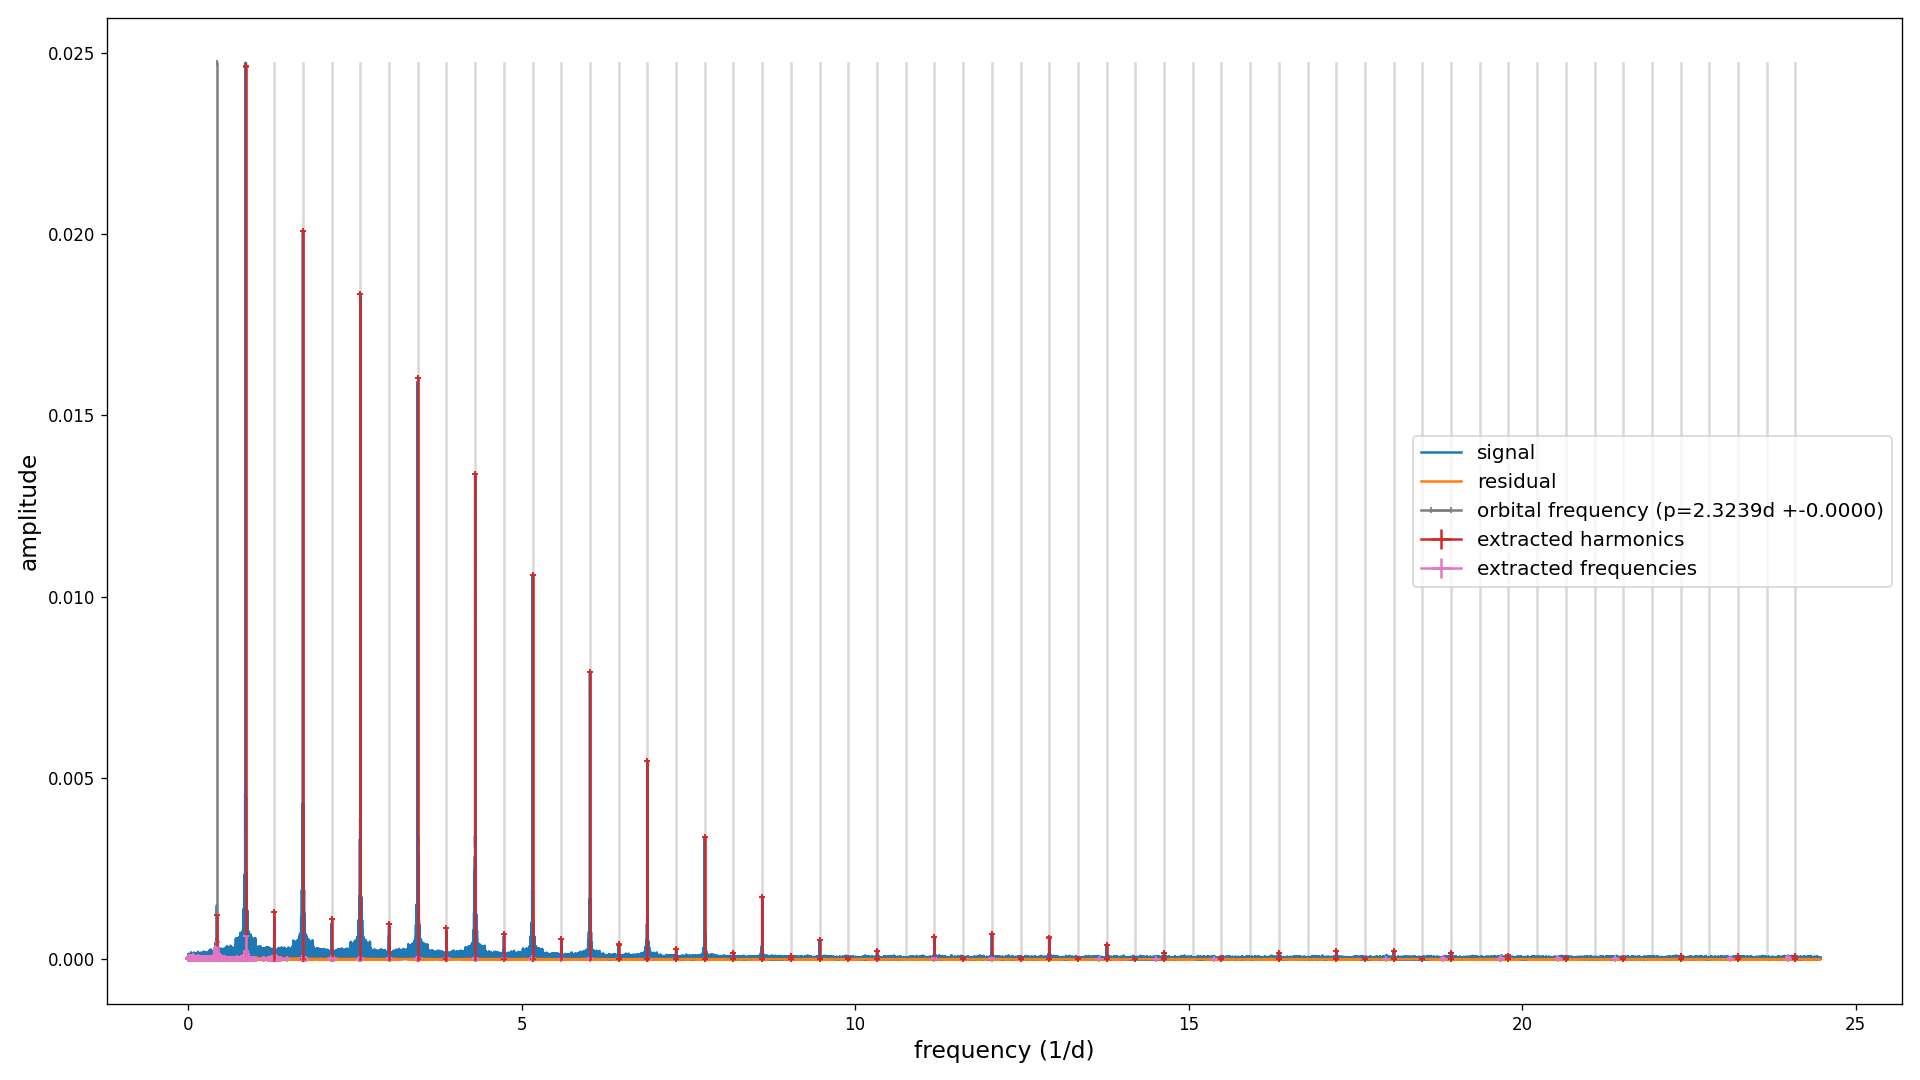 0.025
0.020
0.015
0.010
0.005
0.000
amplitude
signal
residual
orbital frequency (p=2.3239d +-0.0000)
extracted harmonics
extracted frequencies
0 5 10 15 20 25
frequency (1/d)